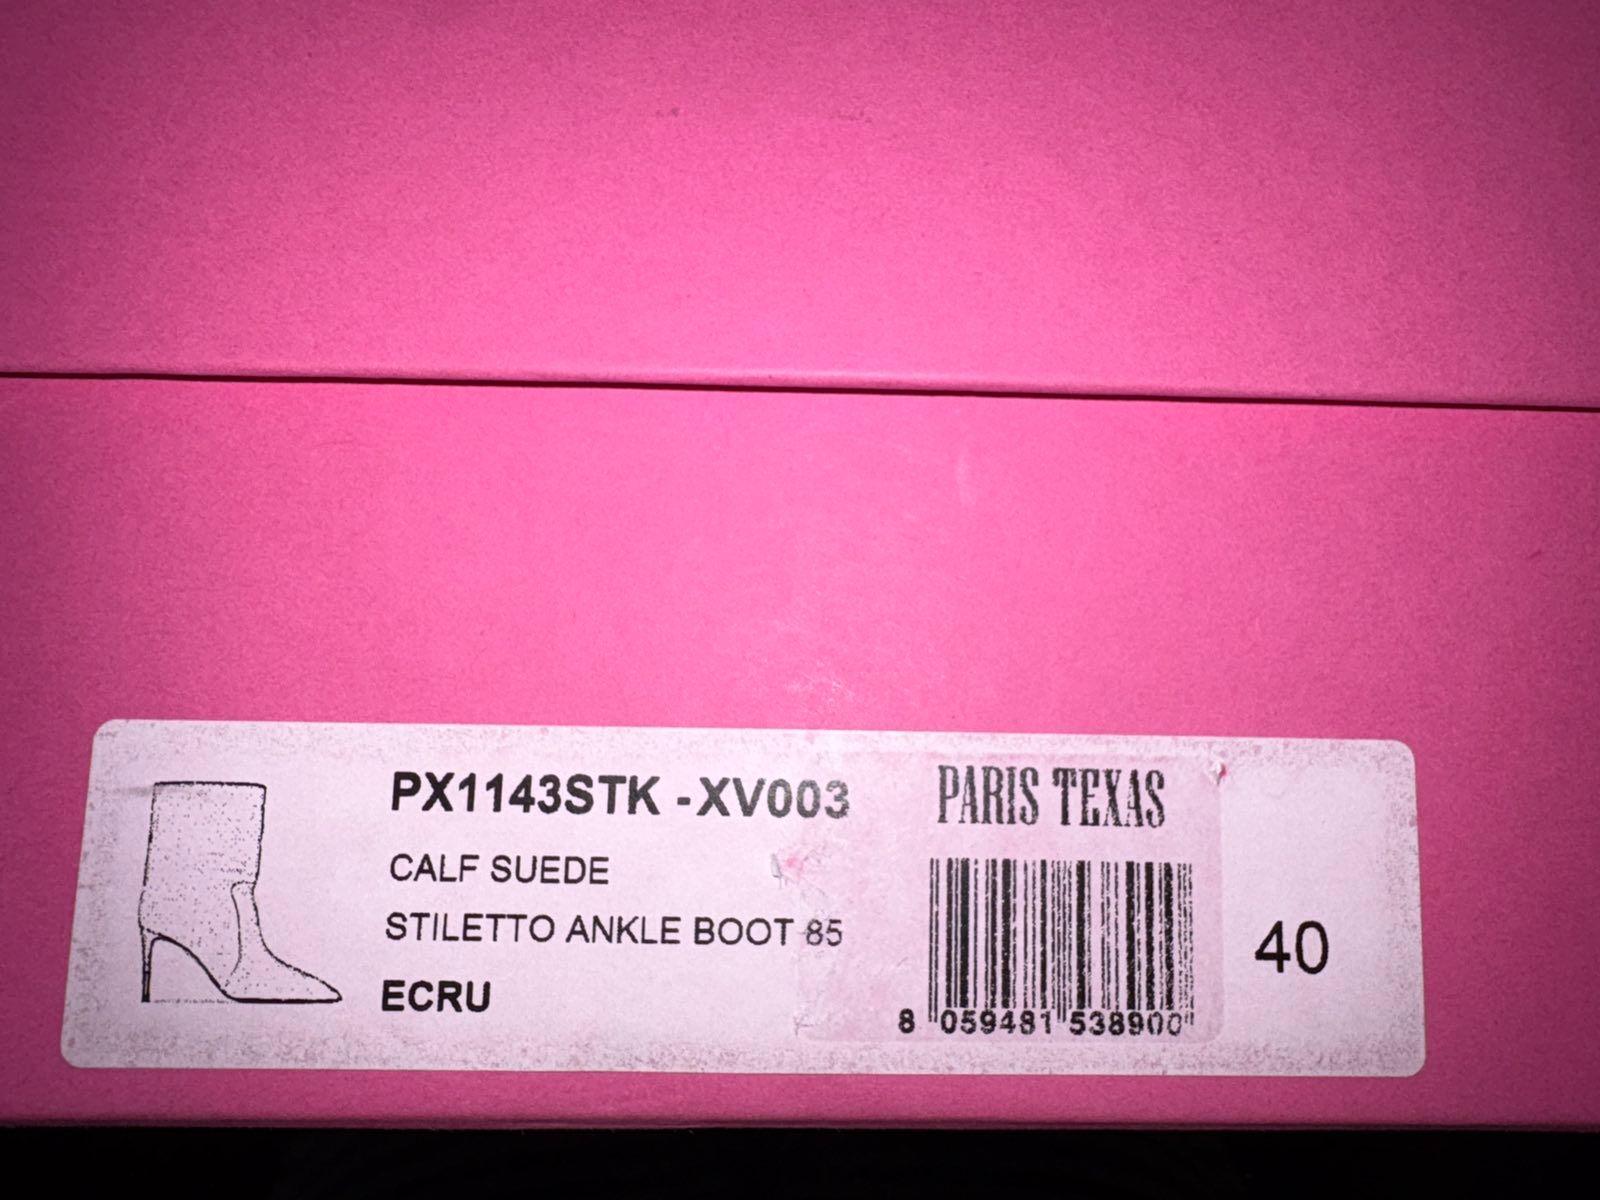 PX1143STK -XV003
CALF SUEDE
STILETTO ANKLE BOOT 85
ECRU
PARIS TEXAS
8 059481 538900
40